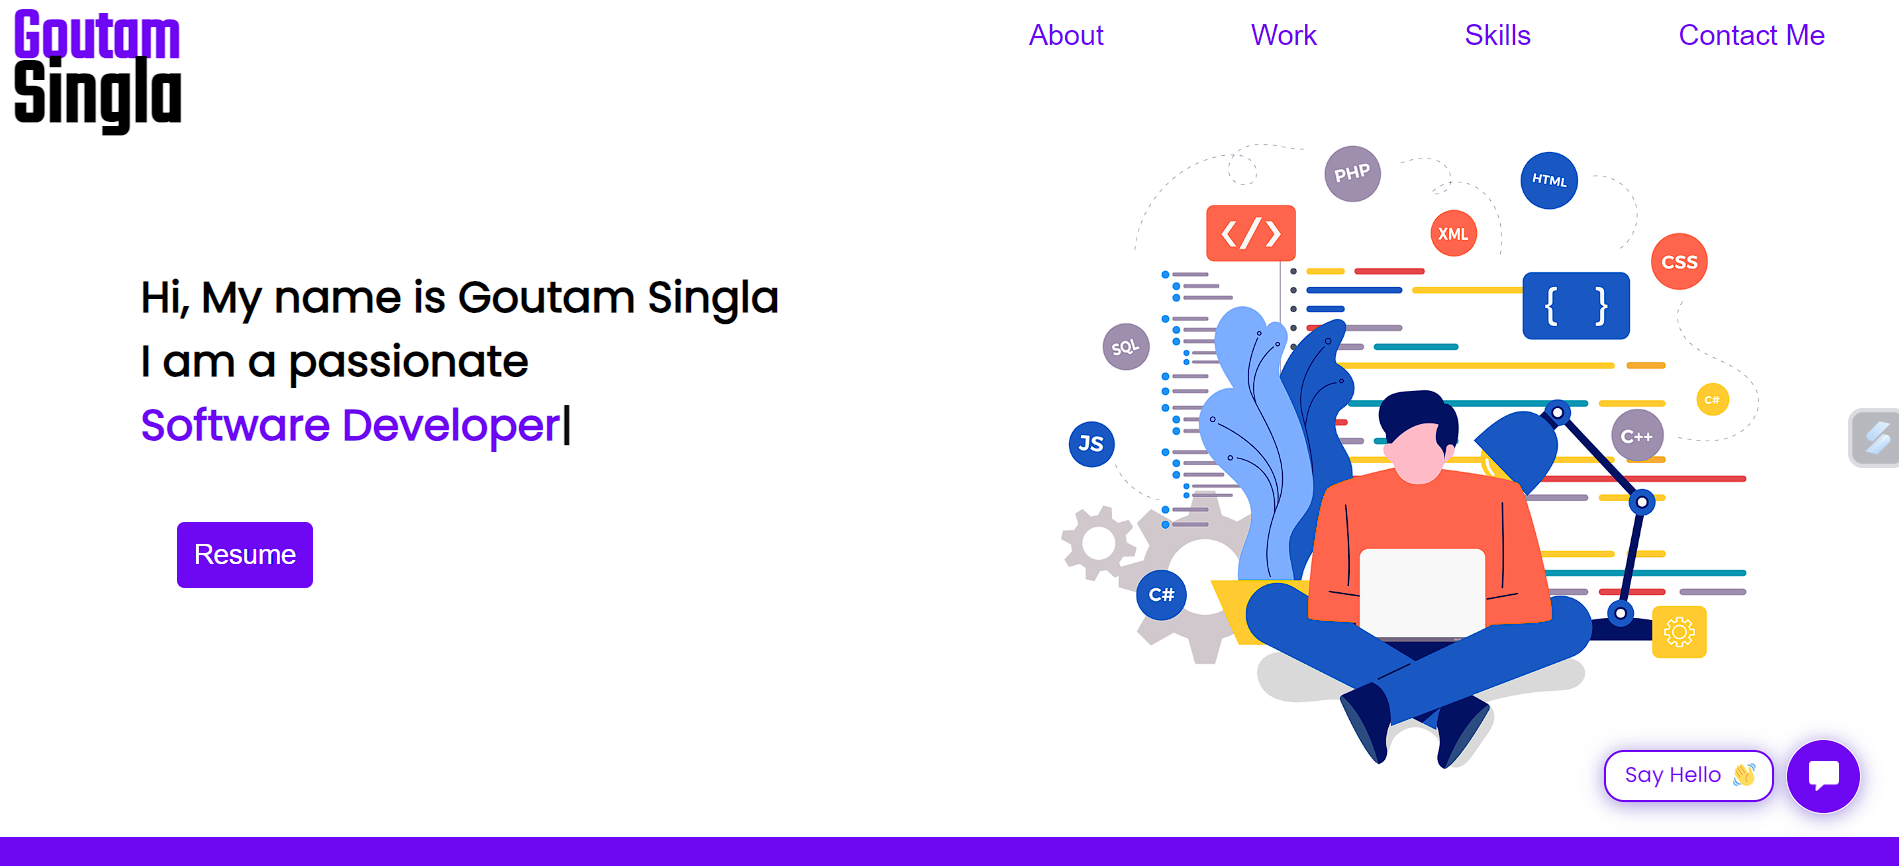 Goutam
Singla
About
Work
Skills
Contact Me
Hi, My name is Goutam Singla
I am a passionate
Software Developer|
Resume
PHP
HTML
</>
XML
CSS
{ }
SQL
C#
C++
JS
C#
Say Hello 👋